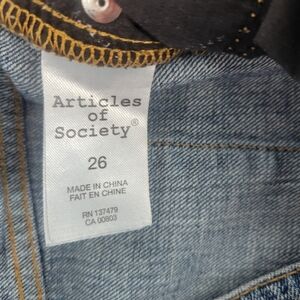 Articles
of
Society®
26
MADE IN CHINA
FAIT EN CHINE
RN 137479
CA 00803